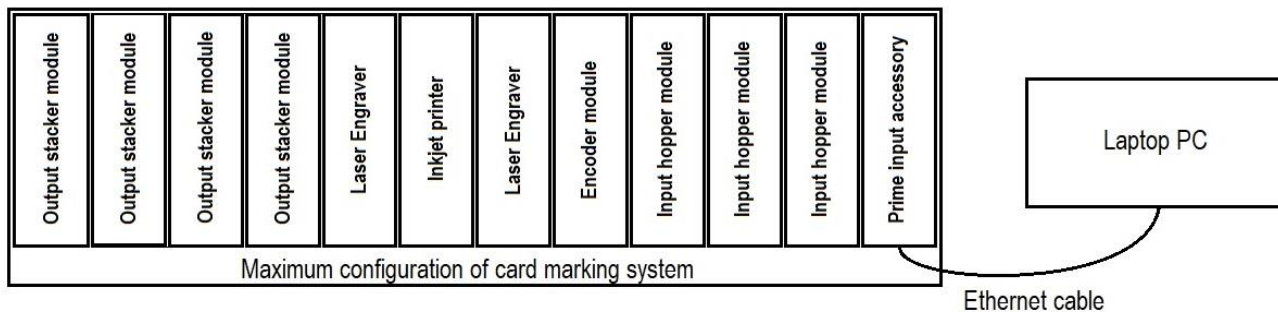 Output stacker module
Output stacker module
Output stacker module
Output stacker module
Laser Engraver
Inkjet printer
Laser Engraver
Encoder module
Input hopper module
Input hopper module
Input hopper module
Prime input accessory
Laptop PC
Maximum configuration of card marking system
Ethernet cable